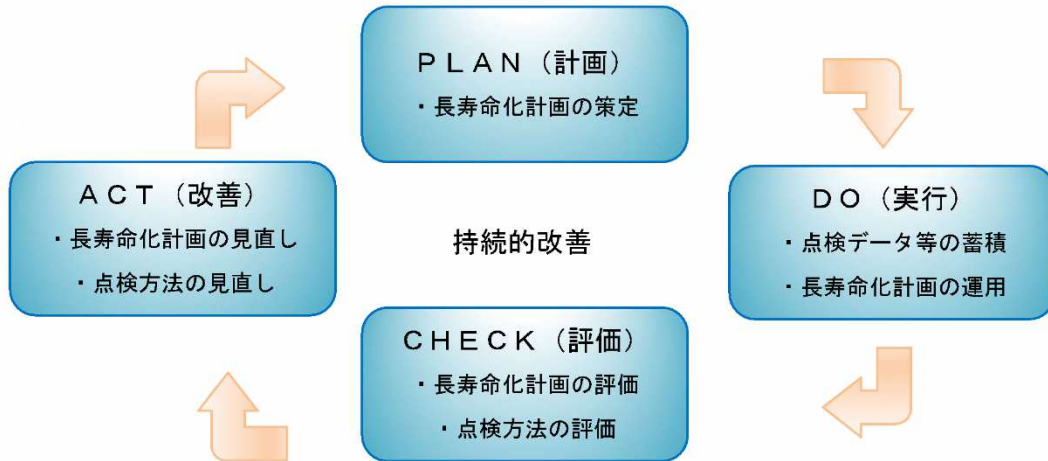 ＰＬＡＮ（計画）
・長寿命化計画の策定
ＤＯ（実行）
・点検データ等の蓄積
・長寿命化計画の運用
ＣＨＥＣＫ（評価）
・長寿命化計画の評価
・点検方法の評価
ＡＣＴ（改善）
・長寿命化計画の見直し
・点検方法の見直し
持続的改善